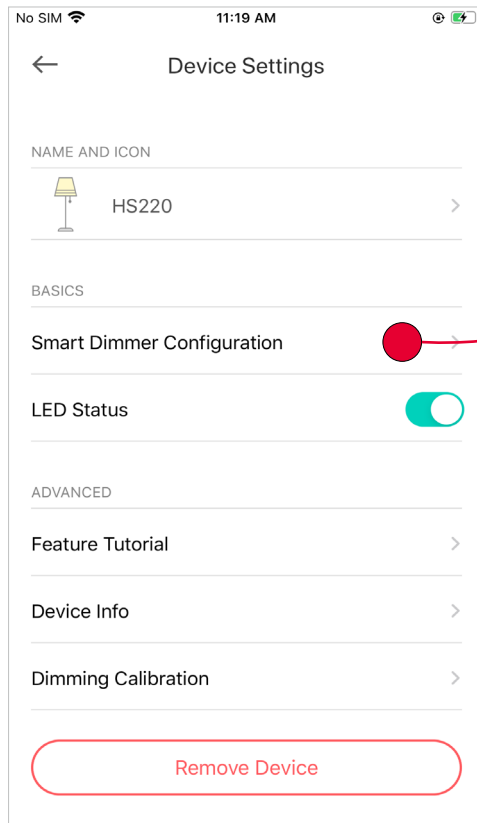 No SIM 11:19 AM
Device Settings
NAME AND ICON
HS220
BASICS
Smart Dimmer Configuration
LED Status
ADVANCED
Feature Tutorial
Device Info
Dimming Calibration
Remove Device